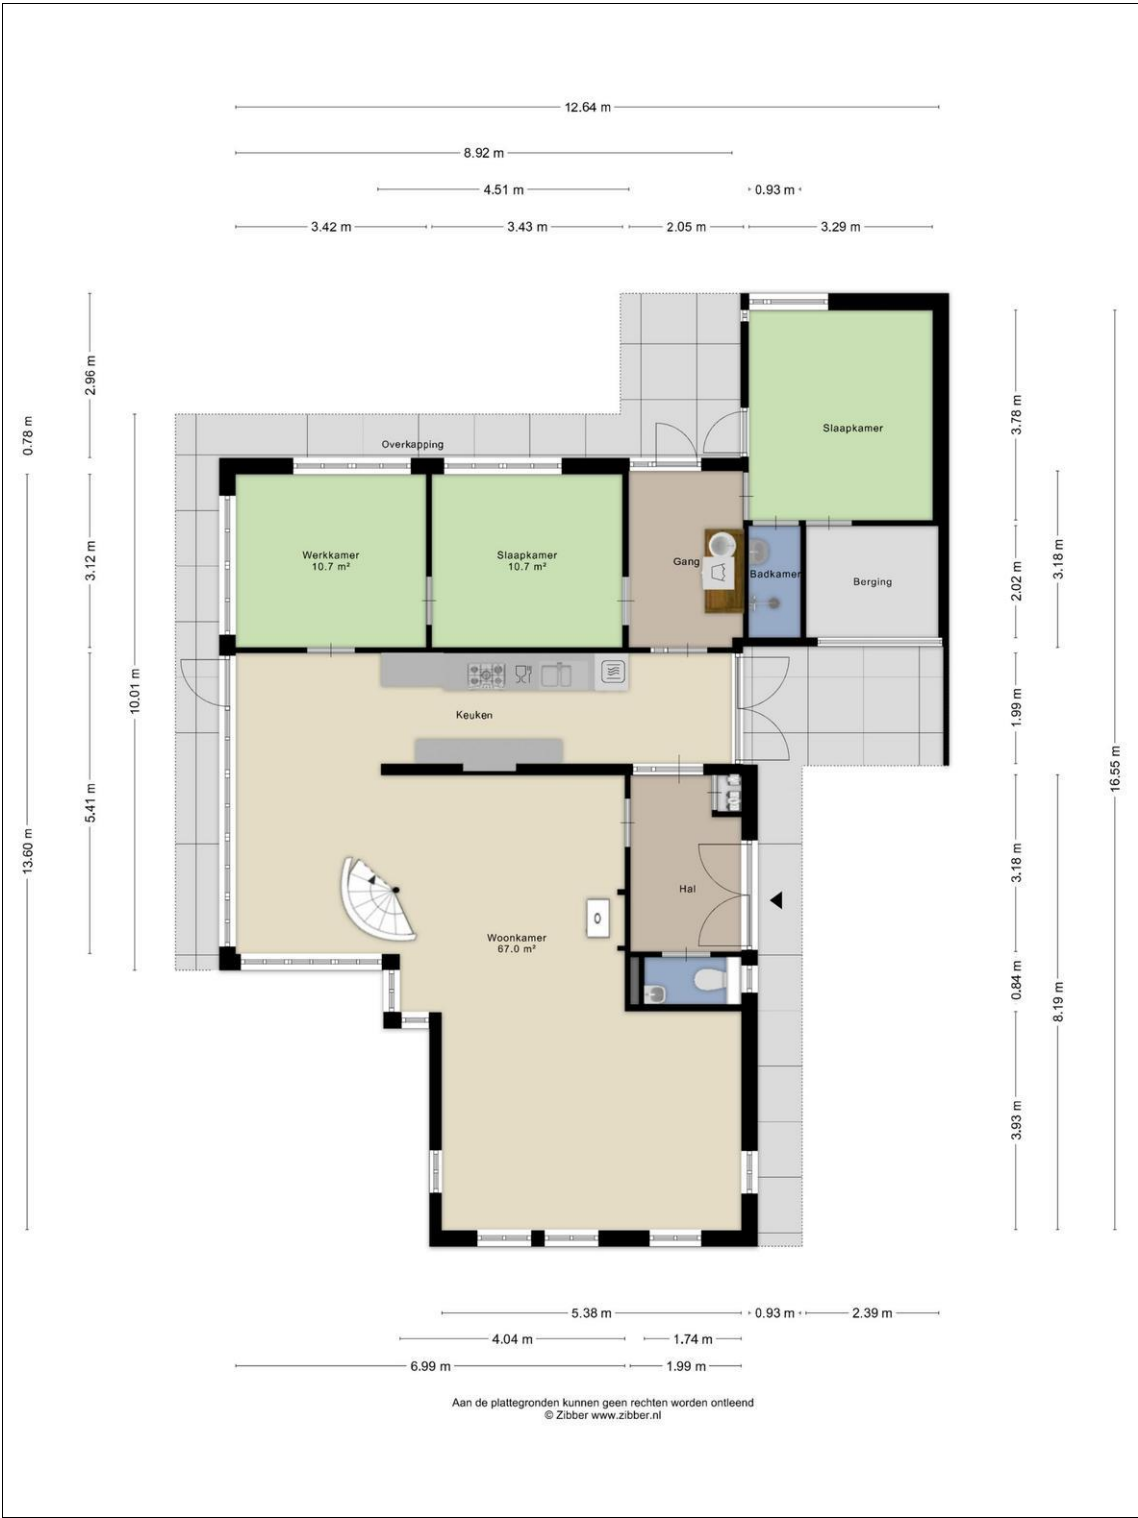 12.64 m
8.92 m
4.51 m
0.93 m
3.42 m
3.43 m
2.05 m
3.29 m
2.96 m
0.78 m
3.78 m
Slaapkamer
Overkapping
3.12 m
Werkkamer
10.7 m²
Slaapkamer
10.7 m²
Gang
Badkamer
Berging
2.02 m
3.18 m
10.01 m
Keuken
1.99 m
16.55 m
5.41 m
13.60 m
3.18 m
Hal
Woonkamer
67.0 m²
0.84 m
8.19 m
3.93 m
5.38 m
0.93 m
2.39 m
4.04 m
1.74 m
6.99 m
1.99 m
Aan de plattegronden kunnen geen rechten worden ontleend
© Zibber www.zibber.nl